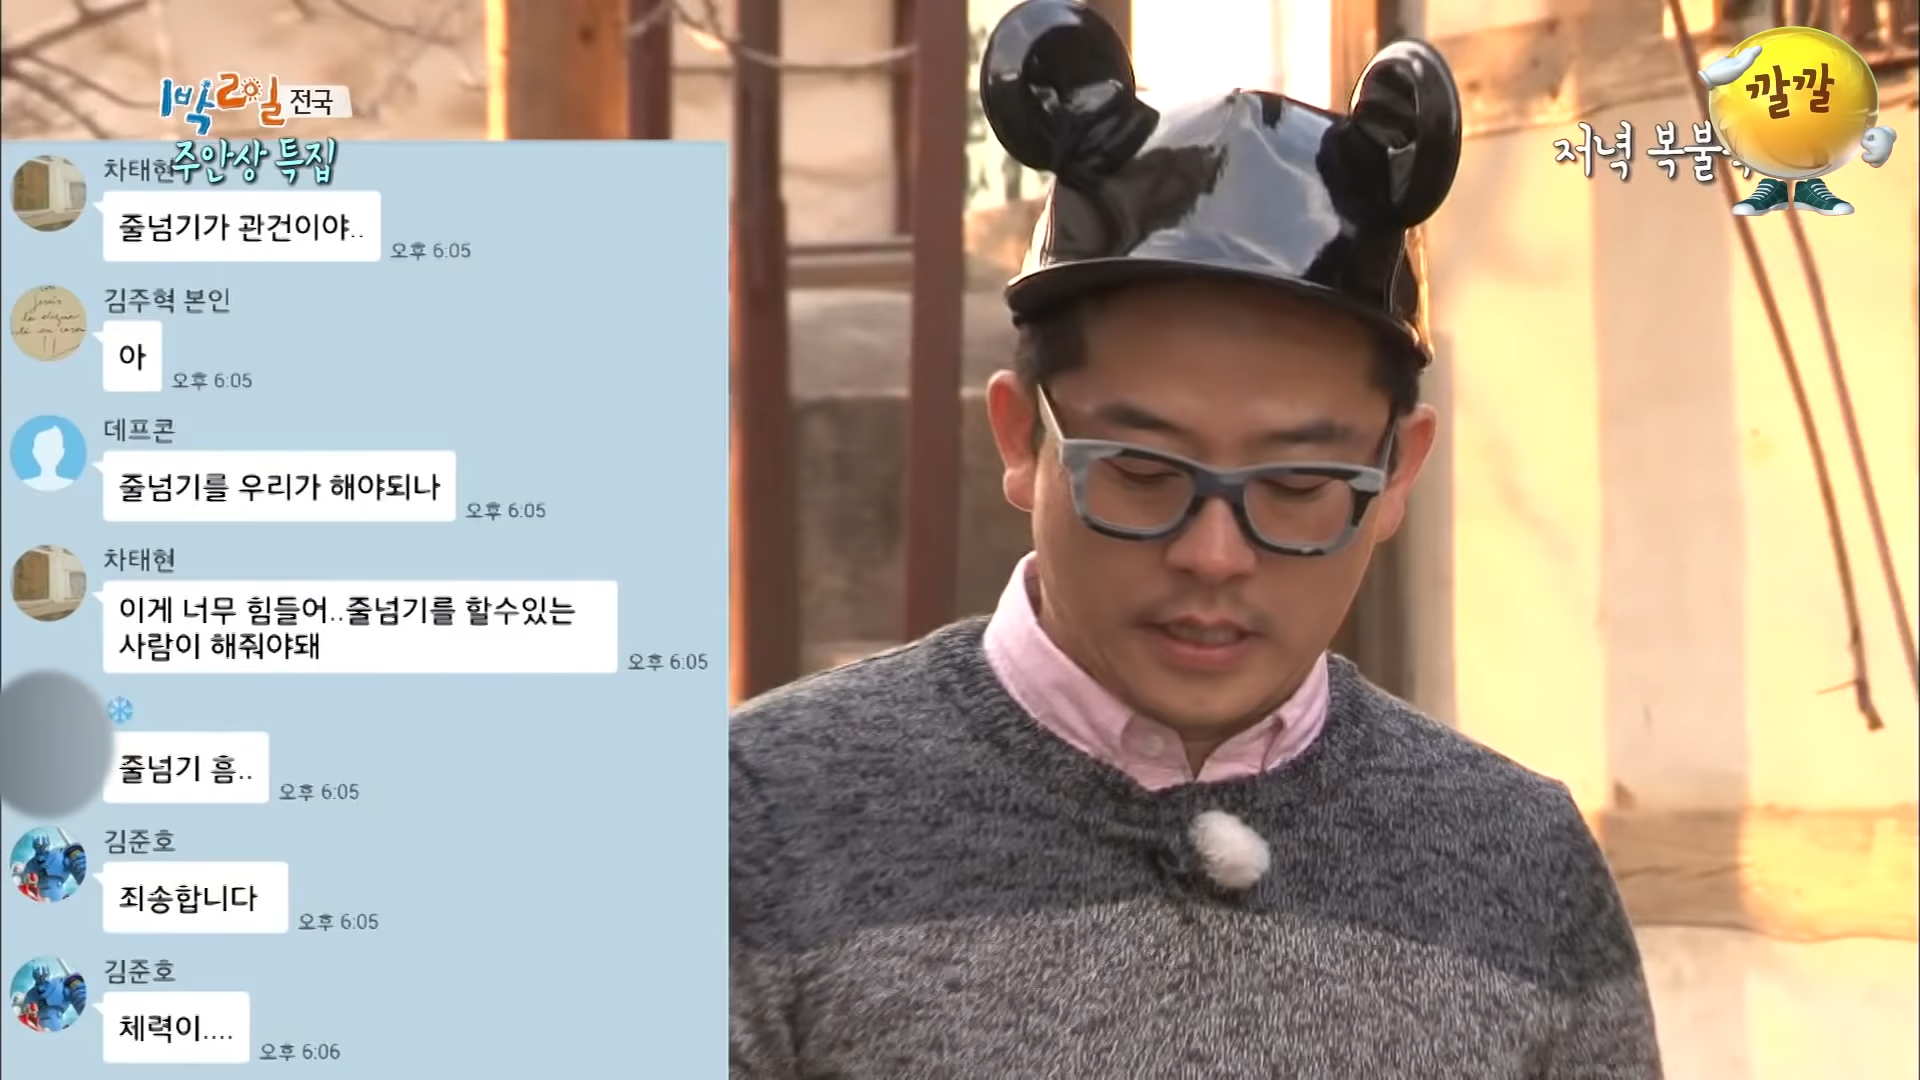 1박2일 전국
주안상 특집
깔깔
저녁 복불
차태현
줄넘기가 관건이야..
오후 6:05
김주혁 본인
아
오후 6:05
데프콘
줄넘기를 우리가 해야되나
오후 6:05
차태현
이게 너무 힘들어..줄넘기를 할수있는
사람이 해줘야돼
오후 6:05
줄넘기 흠..
오후 6:05
김준호
죄송합니다
오후 6:05
김준호
체력이....
오후 6:06